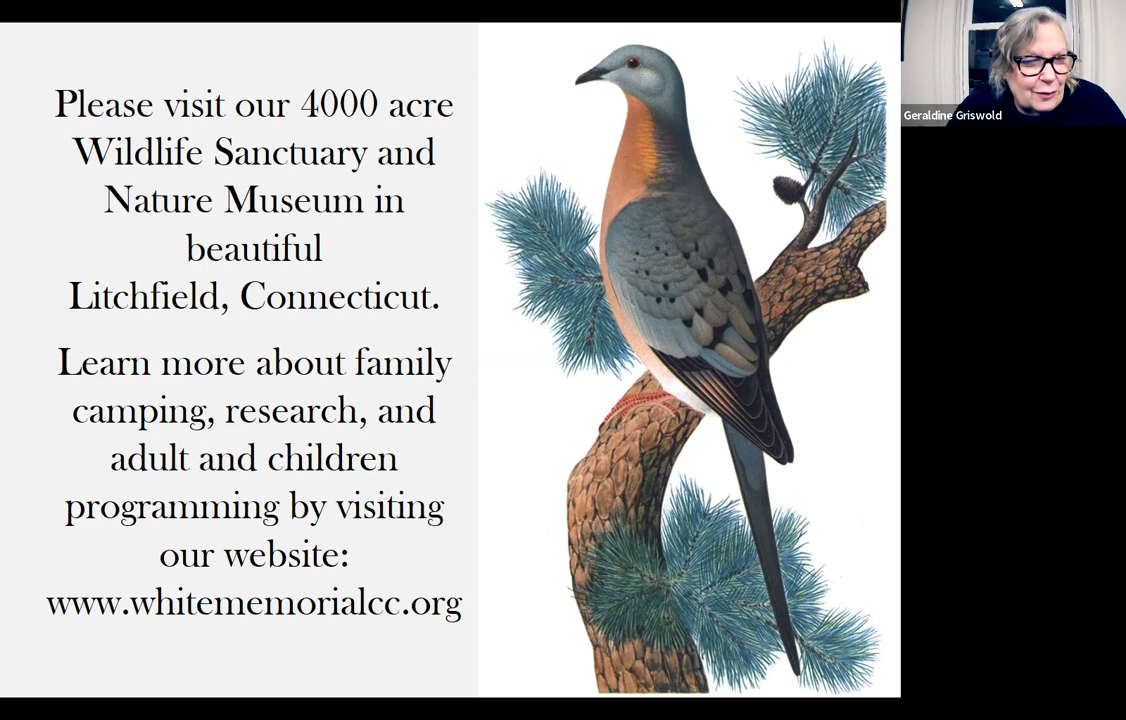 Please visit our 4000 acre
Wildlife Sanctuary and
Nature Museum in
beautiful
Litchfield, Connecticut.
Learn more about family
camping, research, and
adult and children
programming by visiting
our website:
www.whitememorialcc.org
Geraldine Griswold